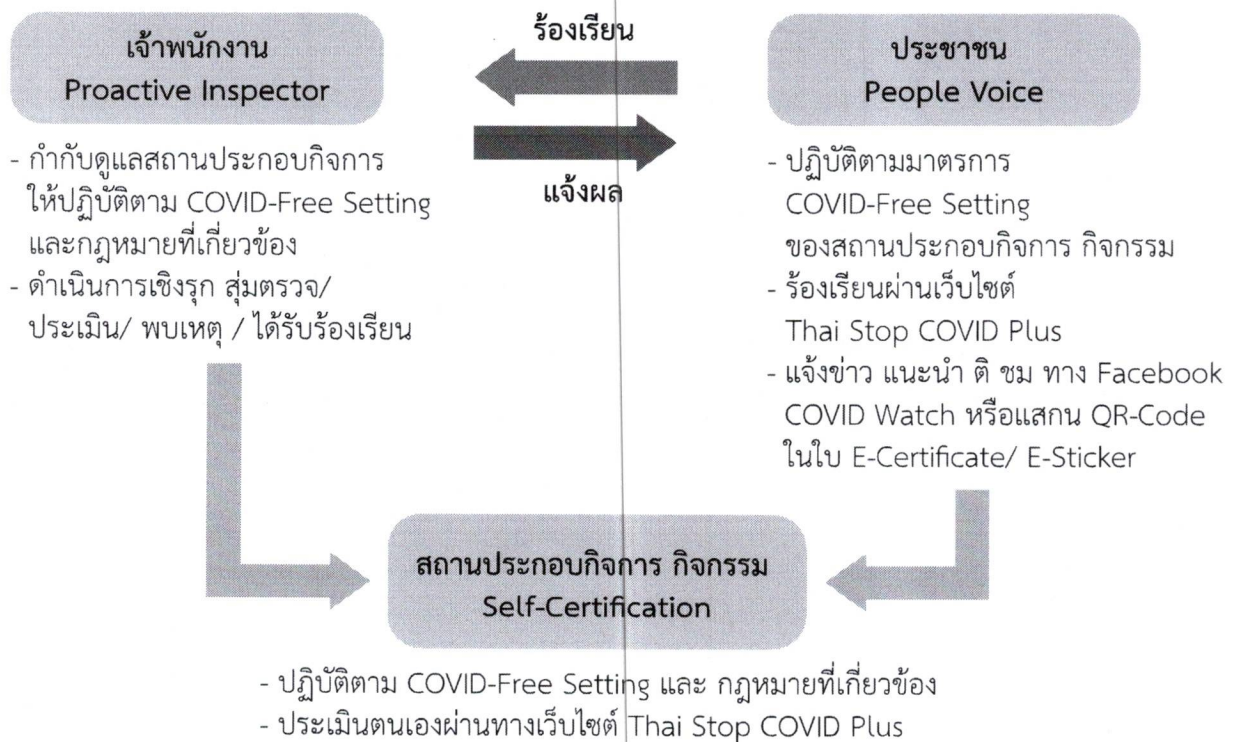 เจ้าพนักงาน
Proactive Inspector
- กำกับดูแลสถานประกอบกิจการ
ให้ปฏิบัติตาม COVID-Free Setting
และกฎหมายที่เกี่ยวข้อง
- ดำเนินการเชิงรุก สุ่มตรวจ/
ประเมิน/ พบเหตุ / ได้รับร้องเรียน
ร้องเรียน
แจ้งผล
ประชาชน
People Voice
- ปฏิบัติตามมาตรการ
COVID-Free Setting
ของสถานประกอบกิจการ กิจกรรม
- ร้องเรียนผ่านเว็บไซต์
Thai Stop COVID Plus
- แจ้งข่าว แนะนำ ติ ชม ทาง Facebook
COVID Watch หรือแสกน QR-Code
ในใบ E-Certificate/ E-Sticker
สถานประกอบกิจการ กิจกรรม
Self-Certification
- ปฏิบัติตาม COVID-Free Setting และ กฎหมายที่เกี่ยวข้อง
- ประเมินตนเองผ่านทางเว็บไซต์ Thai Stop COVID Plus